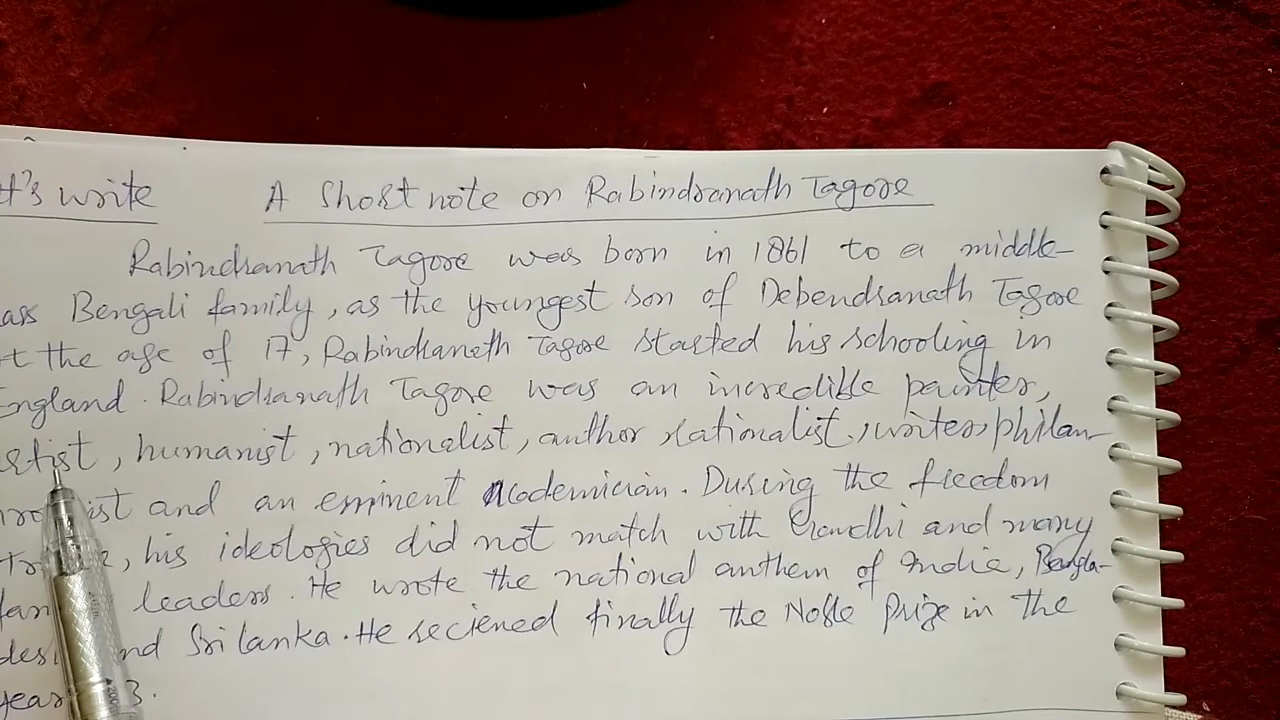 t's write A Short note on Rabindranath Tagore
Rabindranath Tagore was born in 1861 to a middle-
ass Bengali family, as the youngest son of Debendranath Tagore
t the age of 17, Rabindranath Tagore started his schooling in
England. Rabindranath Tagore was an incredible painter,
rtist, humanist, nationalist, author rationalist, writer, philan-
ist and an eminent academician. During the freedom
his ideologies did not match with Gandhi and many
leaders. He wrote the national anthem of India, Bangla-
des nd Sri lanka. He recieved finally the Noble Prize in the
year 3.